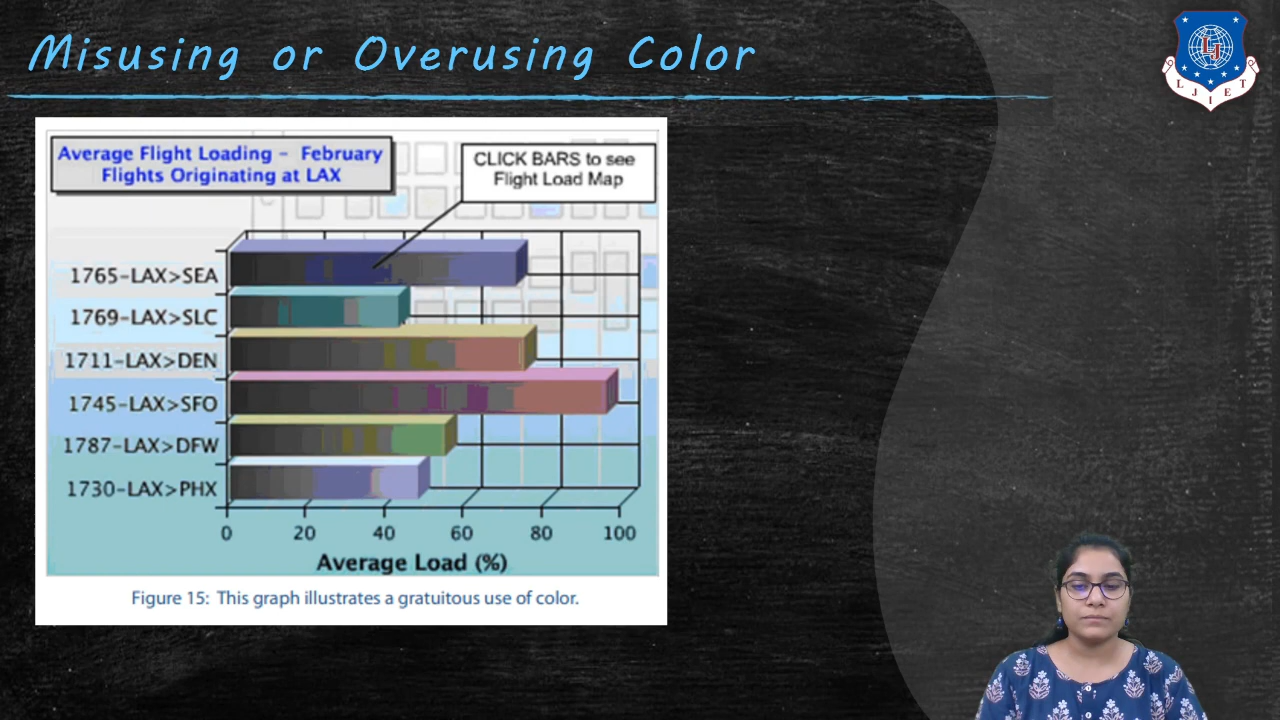 Misusing or Overusing Color
L J I E T
Average Flight Loading – February
Flights Originating at LAX
CLICK BARS to see
Flight Load Map
1765–LAX>SEA
1769–LAX>SLC
1711–LAX>DEN
1745–LAX>SFO
1787–LAX>DFW
1730–LAX>PHX
0 20 40 60 80 100
Average Load (%)
Figure 15: This graph illustrates a gratuitous use of color.